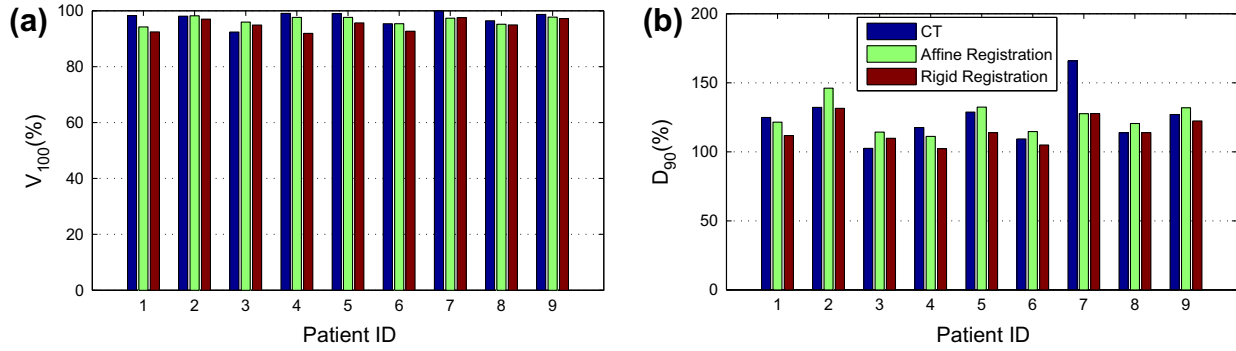 (a)
100
80
60
40
20
0
V100(%)
1 2 3 4 5 6 7 8 9
Patient ID
(b)
200
150
100
50
0
D90(%)
CT
Affine Registration
Rigid Registration
1 2 3 4 5 6 7 8 9
Patient ID